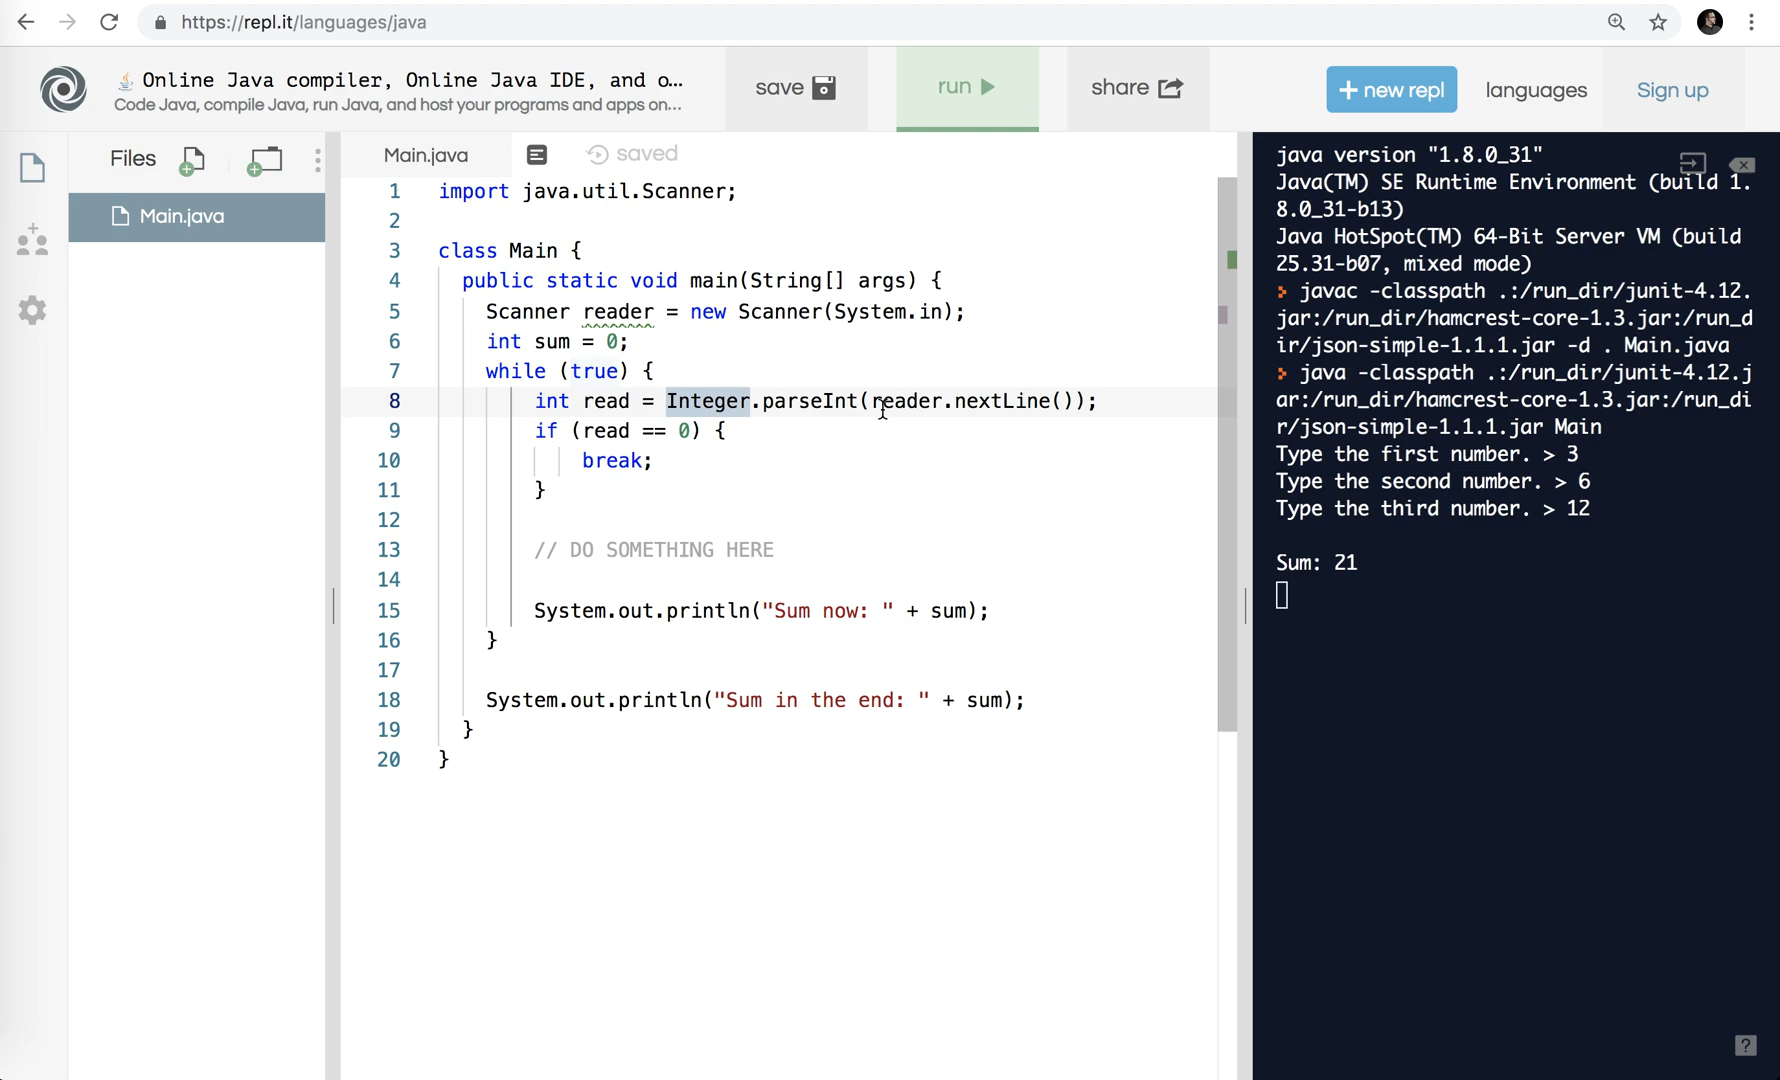 https://repl.it/languages/java
Online Java compiler, Online Java IDE, and o...
Code Java, compile Java, run Java, and host your programs and apps on...
save
run
share
+ new repl
languages
Sign up
Files
Main.java
Main.java
saved
1 import java.util.Scanner;
2
3 class Main {
4 public static void main(String[] args) {
5 Scanner reader = new Scanner(System.in);
6 int sum = 0;
7 while (true) {
8 int read = Integer.parseInt(reader.nextLine());
9 if (read == 0) {
10 break;
11 }
12
13 // DO SOMETHING HERE
14
15 System.out.println("Sum now: " + sum);
16 }
17
18 System.out.println("Sum in the end: " + sum);
19 }
20 }
java version "1.8.0_31"
Java(TM) SE Runtime Environment (build 1.
8.0_31-b13)
Java HotSpot(TM) 64-Bit Server VM (build
25.31-b07, mixed mode)
> javac -classpath .:/run_dir/junit-4.12.
jar:/run_dir/hamcrest-core-1.3.jar:/run_d
ir/json-simple-1.1.1.jar -d . Main.java
> java -classpath .:/run_dir/junit-4.12.j
ar:/run_dir/hamcrest-core-1.3.jar:/run_di
r/json-simple-1.1.1.jar Main
Type the first number. > 3
Type the second number. > 6
Type the third number. > 12
Sum: 21
?